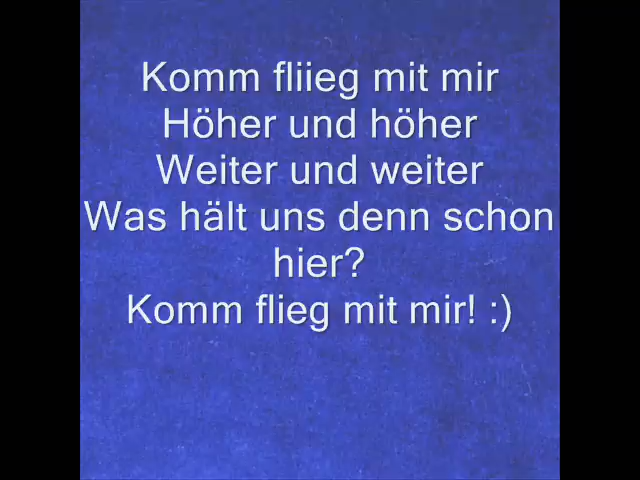 Komm fliieg mit mir
Höher und höher
Weiter und weiter
Was hält uns denn schon
hier?
Komm flieg mit mir! :)